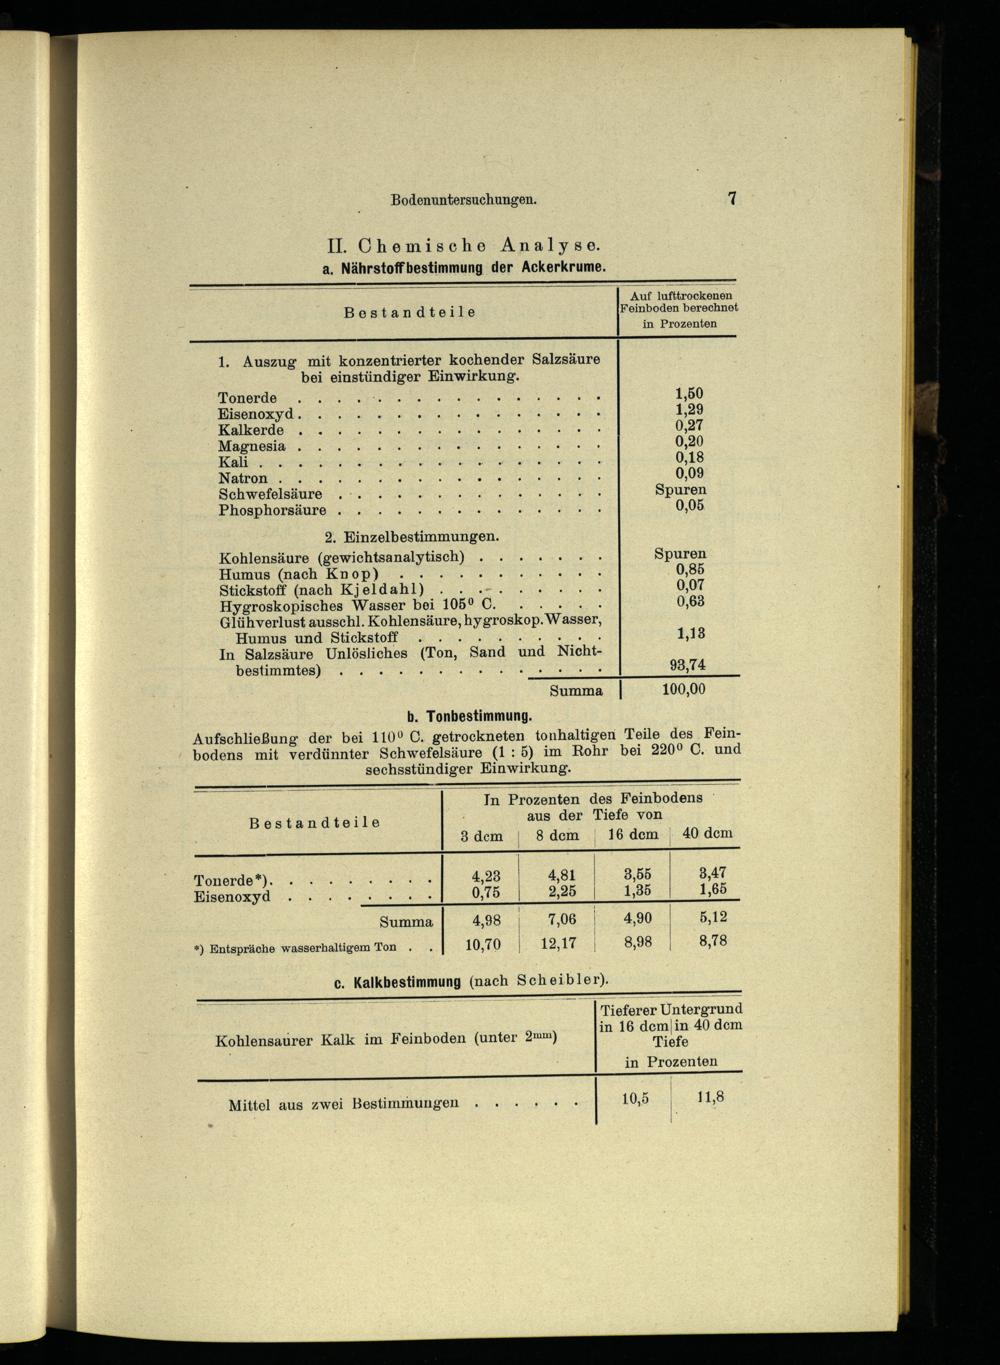 Bodenuntersuchungen. 7
II. Chemische Analyse.
a. Nährstoffbestimmung der Ackerkrume.
Bestandteile
Auf lufttrockenen
Feinboden berechnet
in Prozenten
1. Auszug mit konzentrierter kochender Salzsäure
bei einstündiger Einwirkung.
Tonerde . . . . . . . . . . . . . . . . 1,50
Eisenoxyd . . . . . . . . . . . . . . . . 1,29
Kalkerde . . . . . . . . . . . . . . . . 0,27
Magnesia . . . . . . . . . . . . . . . . 0,20
Kali . . . . . . . . . . . . . . . . . . 0,18
Natron . . . . . . . . . . . . . . . . . 0,09
Schwefelsäure . . . . . . . . . . . . . . Spuren
Phosphorsäure . . . . . . . . . . . . . . 0,05
2. Einzelbestimmungen.
Kohlensäure (gewichtsanalytisch) . . . . . . . Spuren
Humus (nach Knop) . . . . . . . . . . . 0,85
Stickstoff (nach Kjeldahl) . . . . . . . . . 0,07
Hygroskopisches Wasser bei 105⁰ C. . . . . . 0,63
Glühverlust ausschl. Kohlensäure, hygroskop. Wasser,
Humus und Stickstoff . . . . . . . . . . 1,13
In Salzsäure Unlösliches (Ton, Sand und Nicht-
bestimmtes) . . . . . . . . . . . . . . 93,74
Summa 100,00
b. Tonbestimmung.
Aufschließung der bei 110⁰ C. getrockneten tonhaltigen Teile des Fein-
bodens mit verdünnter Schwefelsäure (1 : 5) im Rohr bei 220⁰ C. und
sechsstündiger Einwirkung.
Bestandteile
In Prozenten des Feinbodens
aus der Tiefe von
3 dcm 8 dcm 16 dcm 40 dcm
Tonerde*) . . . . . . . . . 4,23 4,81 3,55 3,47
Eisenoxyd . . . . . . . . 0,75 2,25 1,35 1,65
Summa 4,98 7,06 4,90 5,12
*) Entspräche wasserhaltigem Ton . . 10,70 12,17 8,98 8,78
c. Kalkbestimmung (nach Scheibler).
Kohlensaurer Kalk im Feinboden (unter 2mm)
Tieferer Untergrund
in 16 dcm in 40 dcm
Tiefe
in Prozenten
Mittel aus zwei Bestimmungen . . . . . . 10,5 11,8